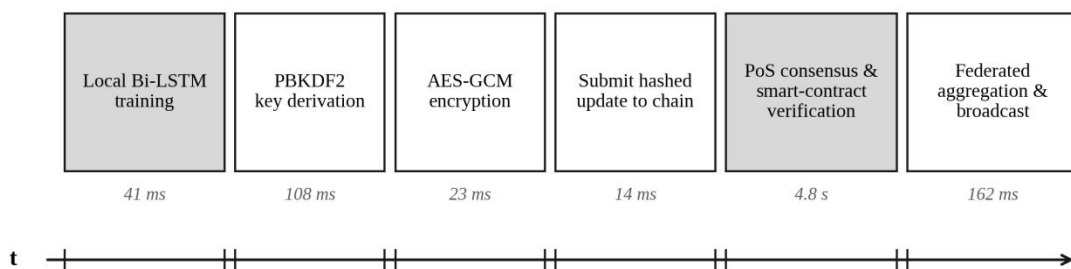 Local Bi-LSTM
training
PBKDF2
key derivation
AES-GCM
encryption
Submit hashed
update to chain
PoS consensus &
smart-contract
verification
Federated
aggregation &
broadcast
41 ms
108 ms
23 ms
14 ms
4.8 s
162 ms
t